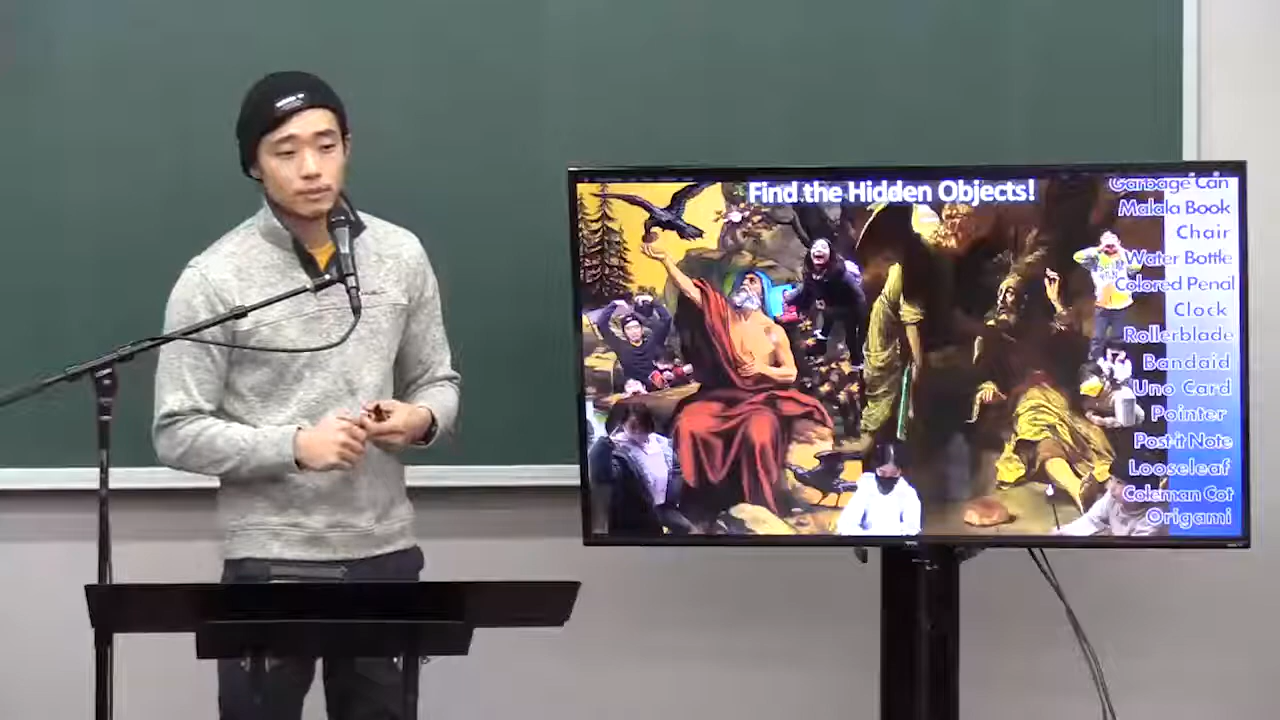 Find the Hidden Objects!
Garbage Can
Malala Book
Chair
Water Bottle
Colored Penal
Clock
Rollerblade
Bandaid
Uno Card
Pointer
Post-it Note
Looseleaf
Coleman Cot
Origami